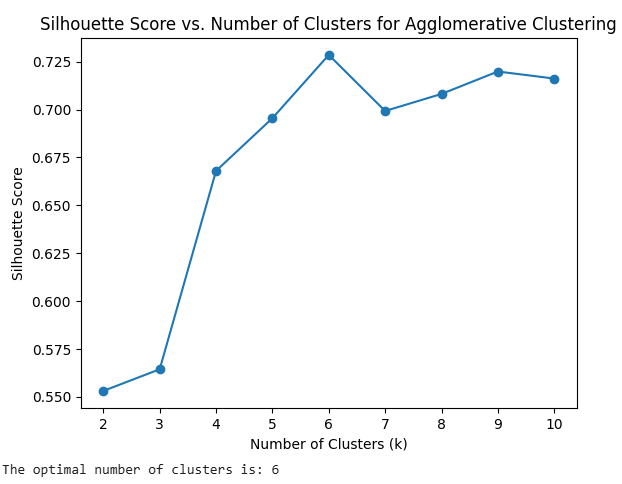 Silhouette Score vs. Number of Clusters for Agglomerative Clustering
0.725
0.700
0.675
0.650
0.625
0.600
0.575
0.550
Silhouette Score
2 3 4 5 6 7 8 9 10
Number of Clusters (k)
The optimal number of clusters is: 6